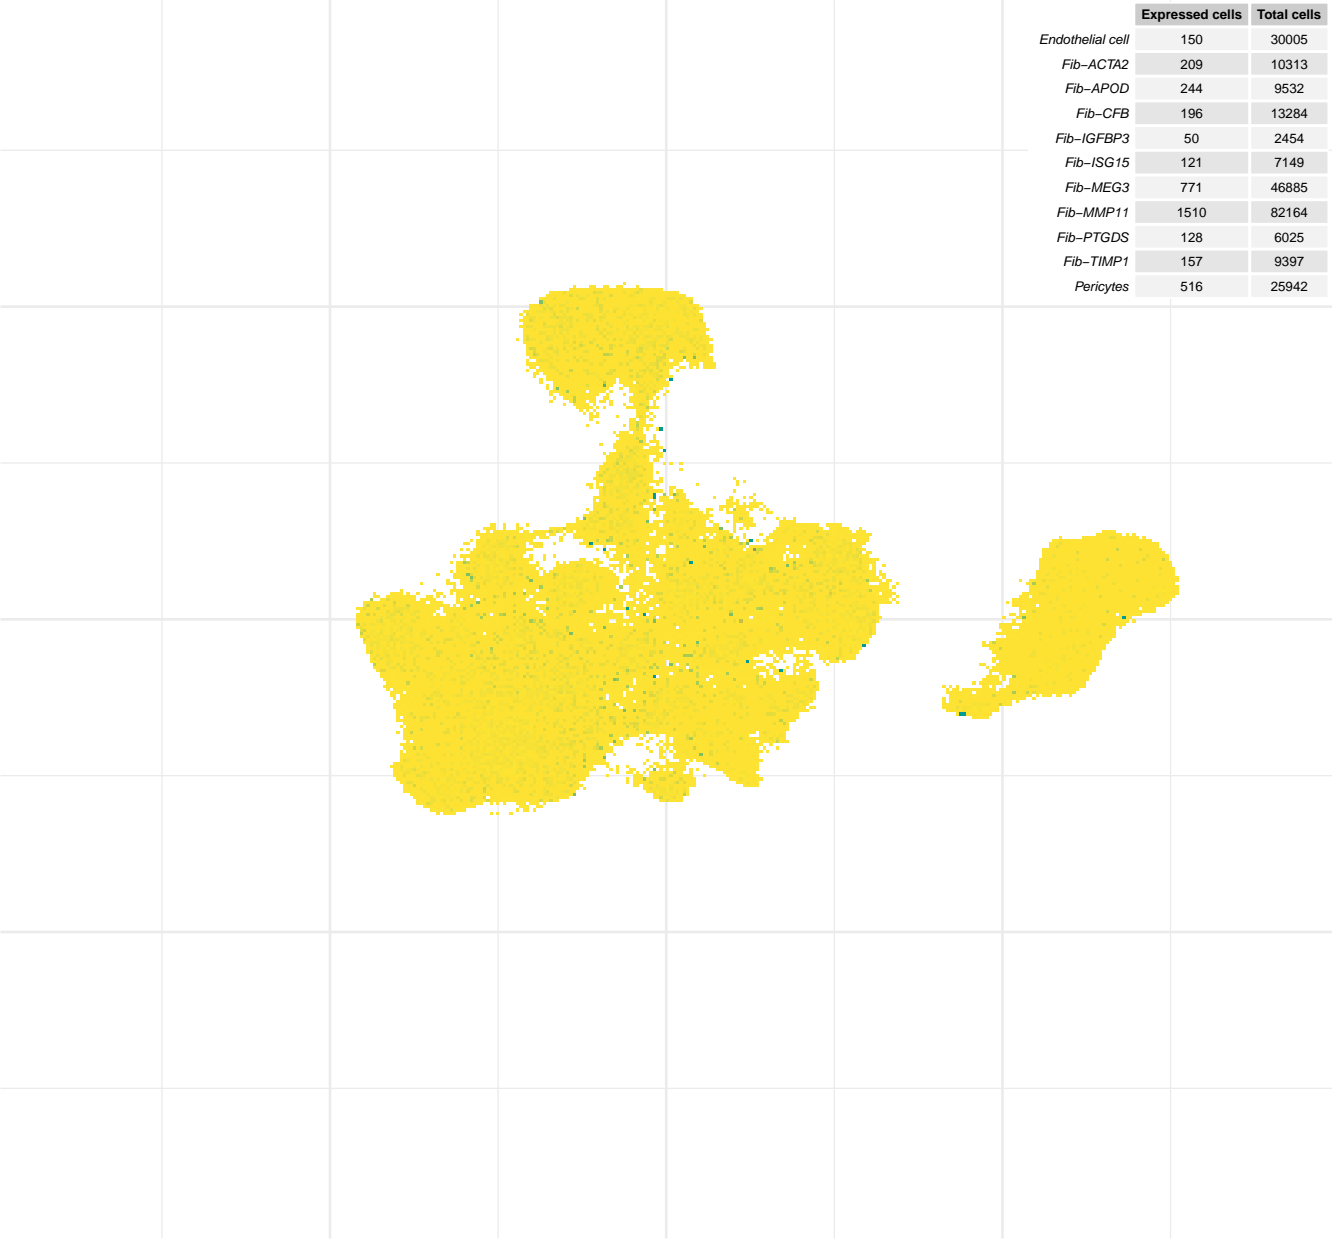 Expressed cells Total cells
Endothelial cell 150 30005
Fib−ACTA2 209 10313
Fib−APOD 244 9532
Fib−CFB 196 13284
Fib−IGFBP3 50 2454
Fib−ISG15 121 7149
Fib−MEG3 771 46885
Fib−MMP11 1510 82164
Fib−PTGDS 128 6025
Fib−TIMP1 157 9397
Pericytes 516 25942